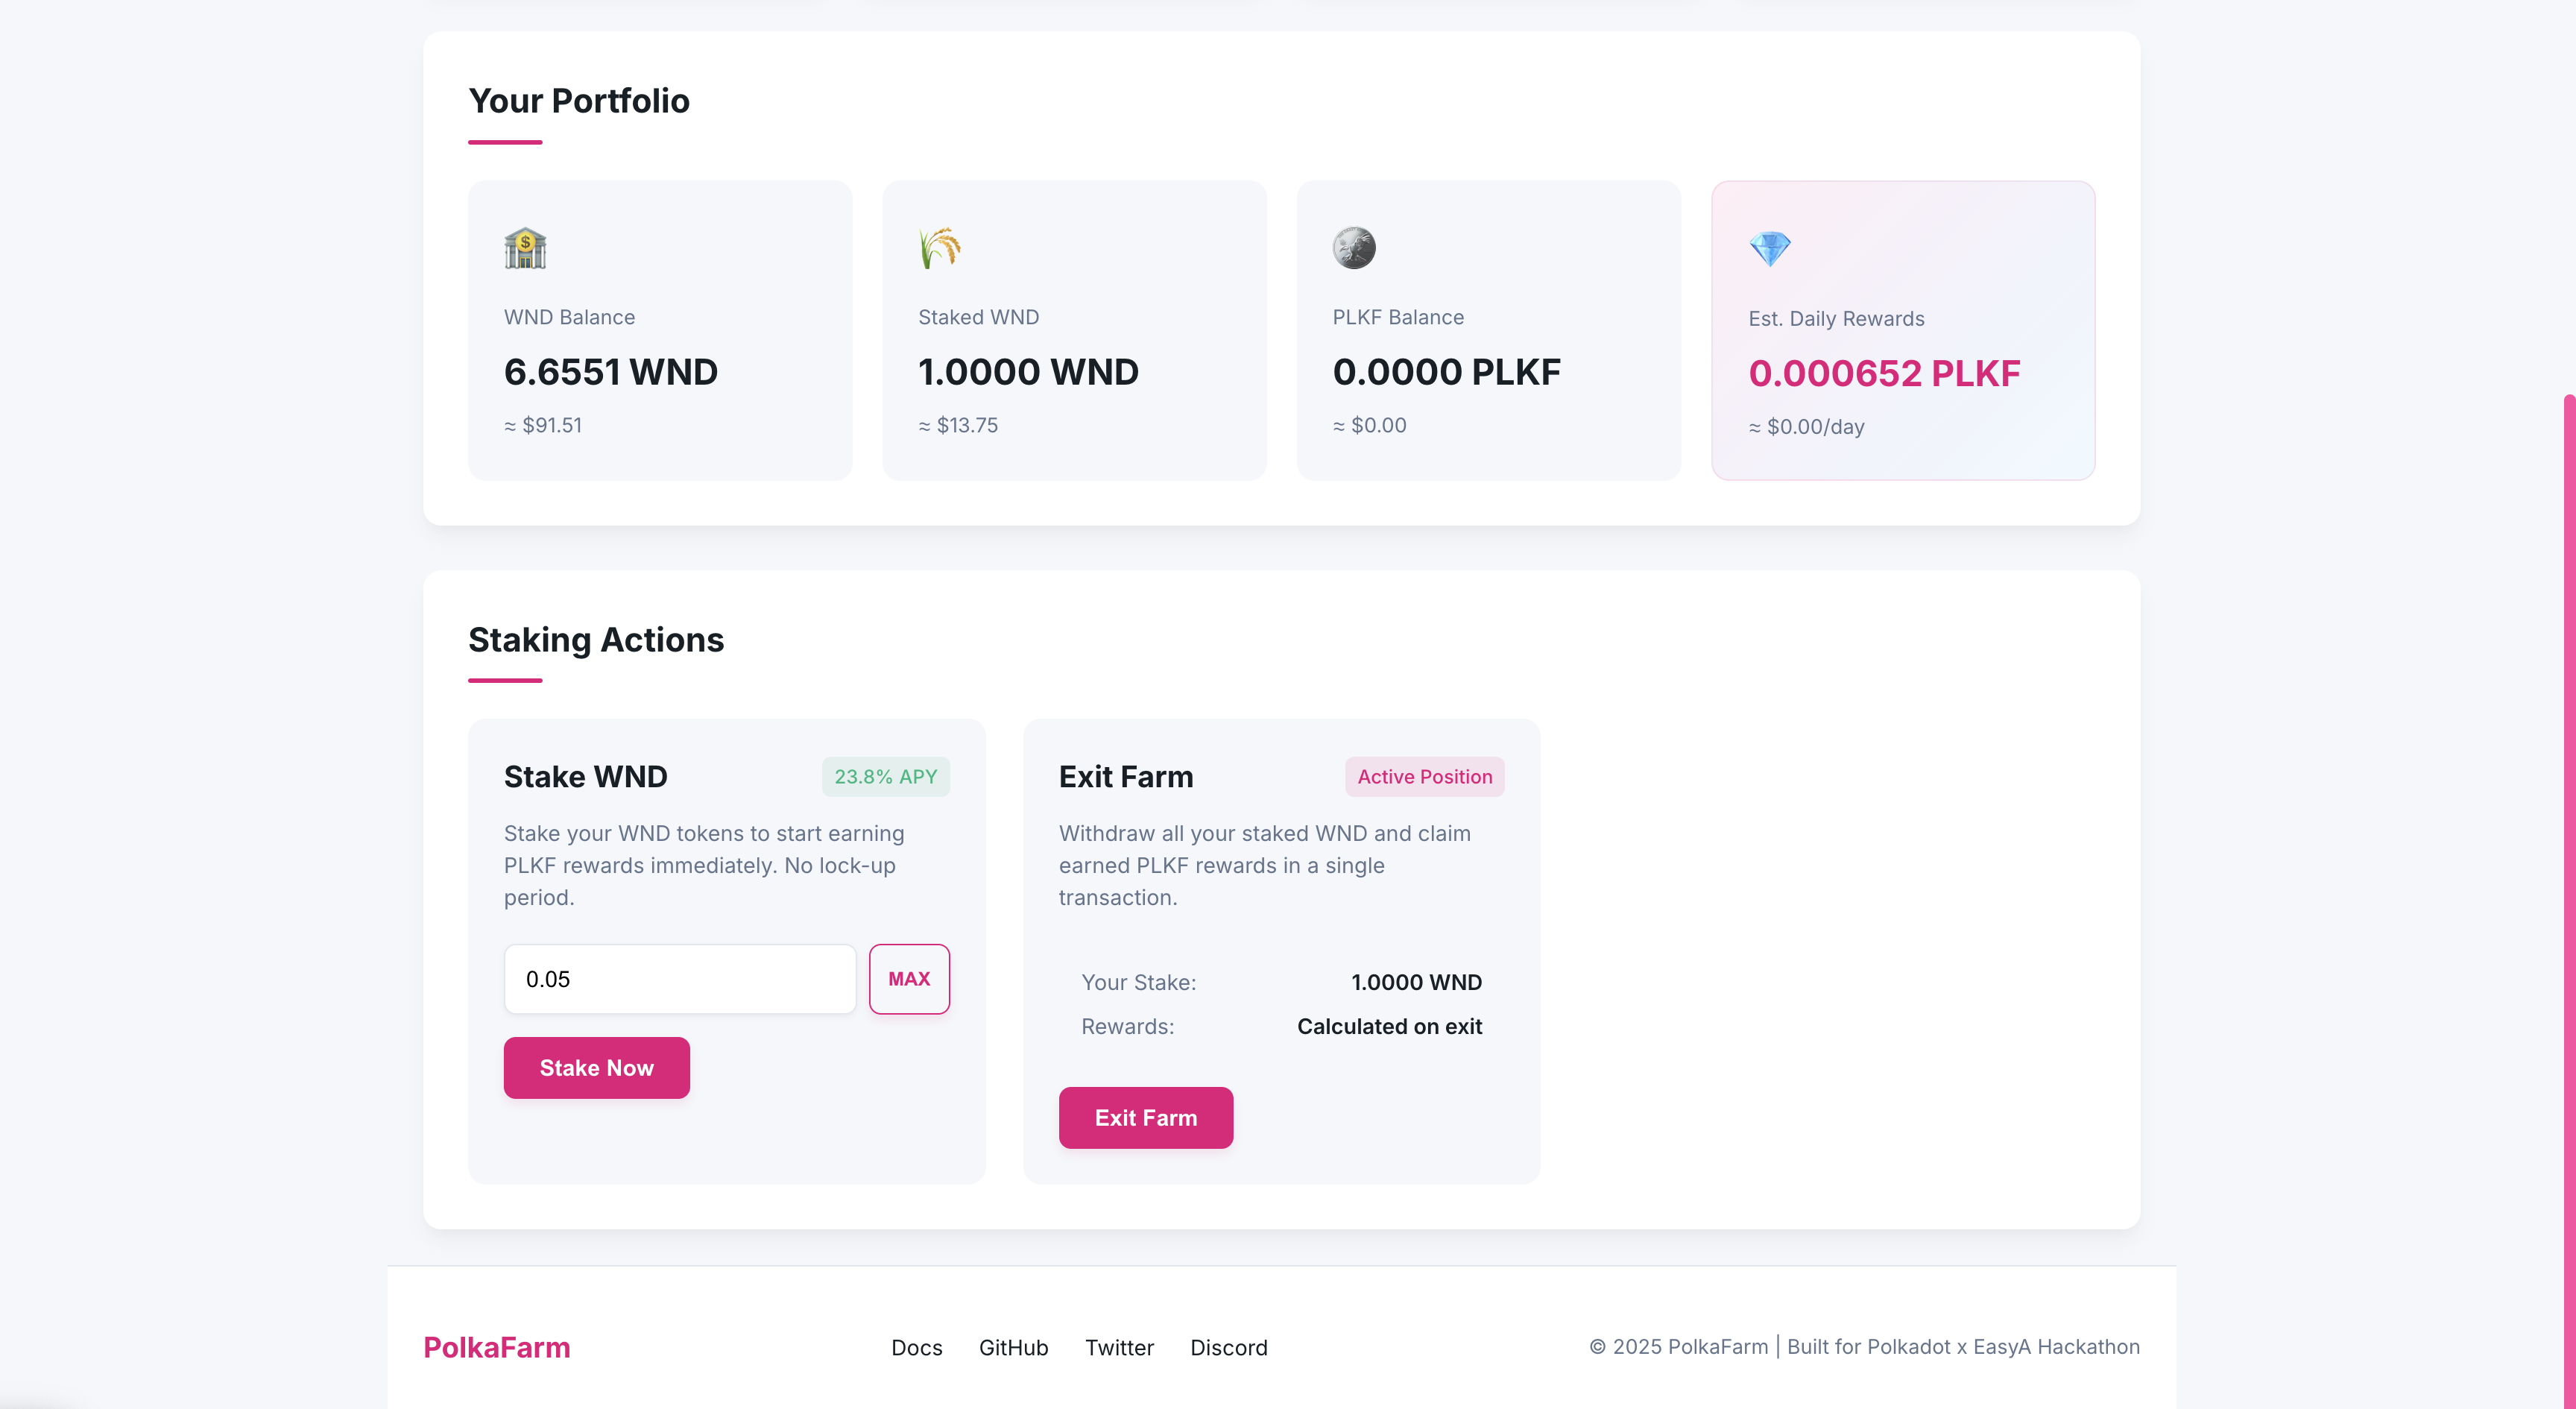 Your Portfolio
WND Balance
6.6551 WND
≈ $91.51
Staked WND
1.0000 WND
≈ $13.75
PLKF Balance
0.0000 PLKF
≈ $0.00
Est. Daily Rewards
0.000652 PLKF
≈ $0.00/day
Staking Actions
Stake WND
23.8% APY
Stake your WND tokens to start earning
PLKF rewards immediately. No lock-up
period.
0.05
MAX
Stake Now
Exit Farm
Active Position
Withdraw all your staked WND and claim
earned PLKF rewards in a single
transaction.
Your Stake: 1.0000 WND
Rewards: Calculated on exit
Exit Farm
PolkaFarm
Docs GitHub Twitter Discord
© 2025 PolkaFarm | Built for Polkadot x EasyA Hackathon